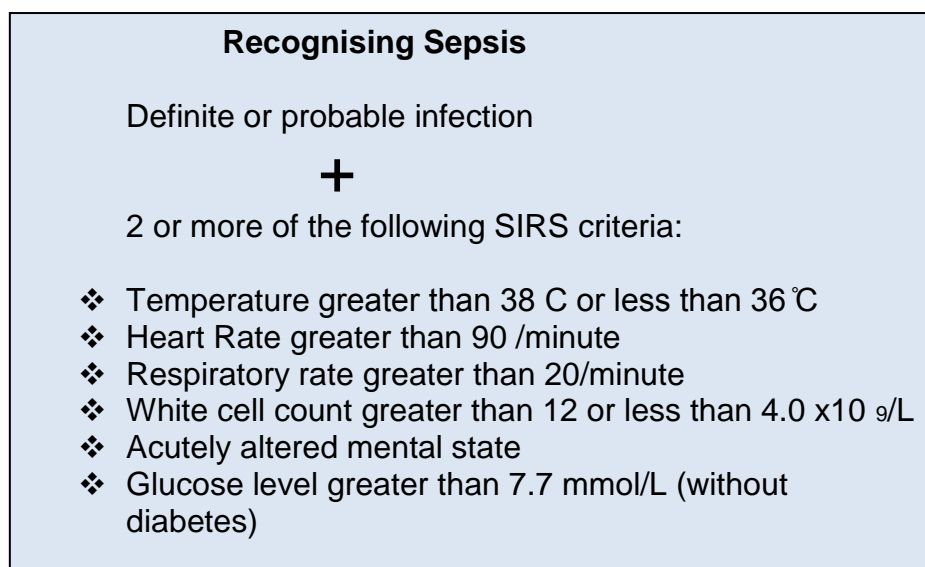 Recognising Sepsis
Definite or probable infection
+
2 or more of the following SIRS criteria:
❖ Temperature greater than 38 C or less than 36 ℃
❖ Heart Rate greater than 90 /minute
❖ Respiratory rate greater than 20/minute
❖ White cell count greater than 12 or less than 4.0 x10 9/L
❖ Acutely altered mental state
❖ Glucose level greater than 7.7 mmol/L (without
diabetes)